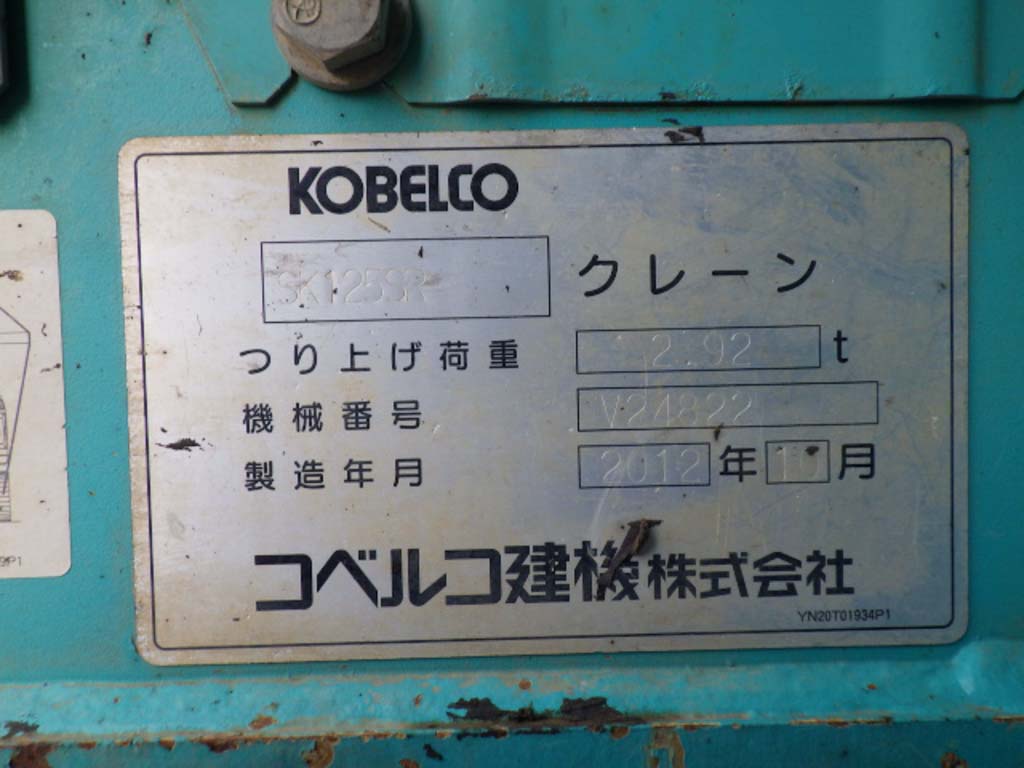 KOBELCO
SK125SR クレーン
つり上げ荷重 2.92 t
機械番号 V24822
製造年月 2012 年 10 月
コベルコ建機株式会社
YN20T01934P1